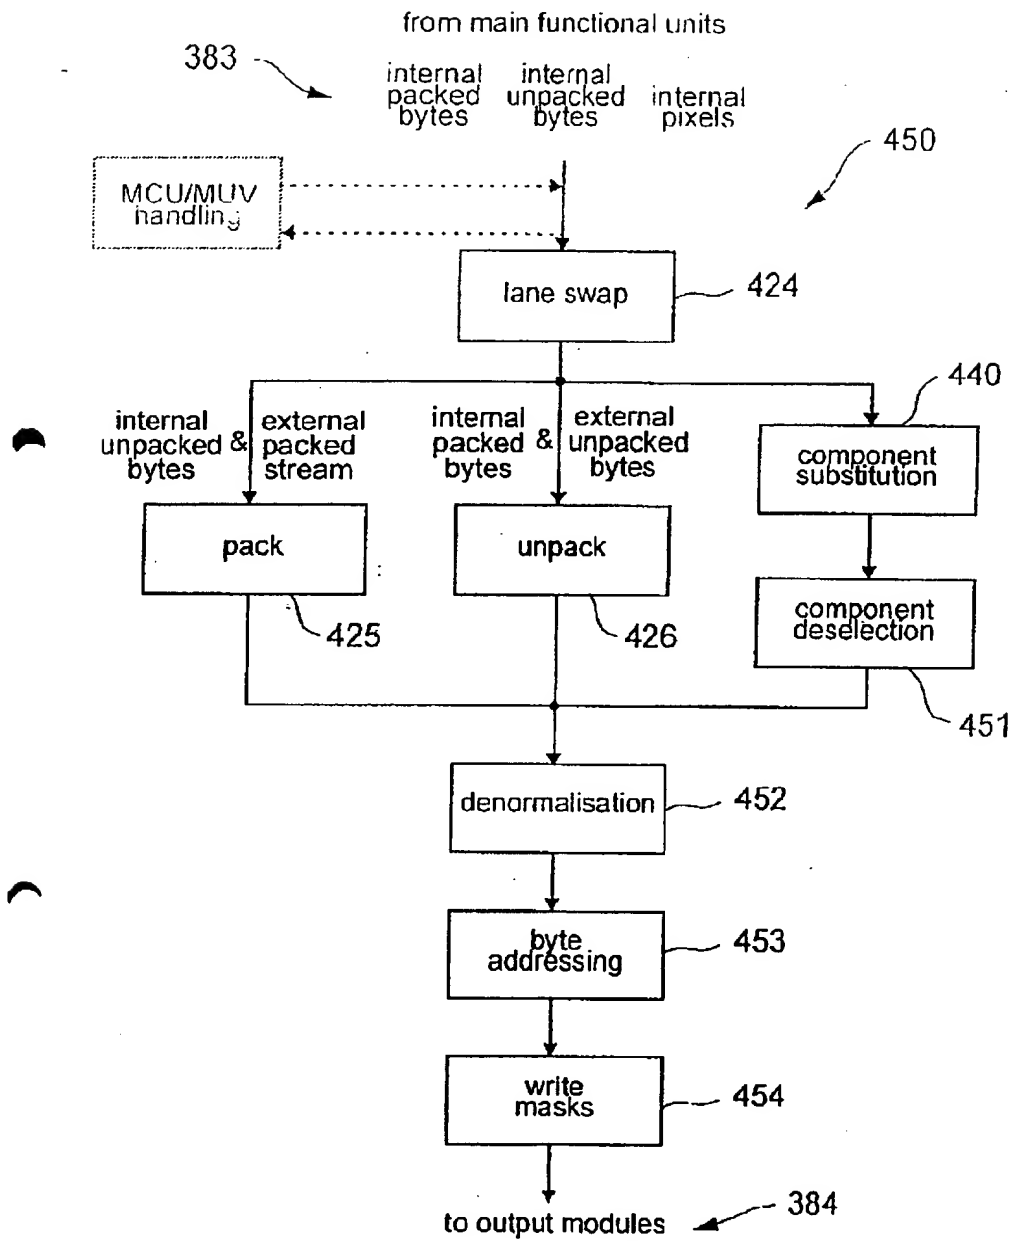 from main functional units
383
internal packed bytes
internal unpacked bytes
internal pixels
450
MCU/MUV
handling
lane swap
424
440
internal unpacked bytes
&
external packed stream
internal packed bytes
&
external unpacked bytes
component
substitution
pack
unpack
component
deselection
425
426
451
denormalisation
452
byte
addressing
453
write
masks
454
to output modules
384